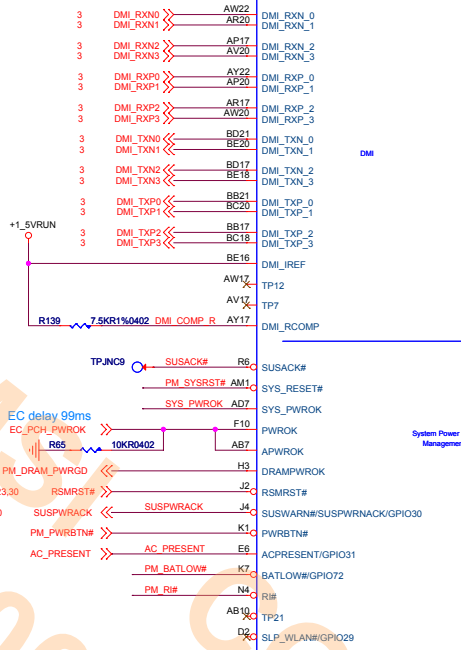 3 DMI_RXN0 AW22 DMI_RXN_0
3 DMI_RXN1 AR20 DMI_RXN_1
3 DMI_RXN2 AP17 DMI_RXN_2
3 DMI_RXN3 AV20 DMI_RXN_3
3 DMI_RXP0 AY22 DMI_RXP_0
3 DMI_RXP1 AP20 DMI_RXP_1
3 DMI_RXP2 AR17 DMI_RXP_2
3 DMI_RXP3 AW20 DMI_RXP_3
3 DMI_TXN0 BD21 DMI_TXN_0
3 DMI_TXN1 BE20 DMI_TXN_1
DMI
3 DMI_TXN2 BD17 DMI_TXN_2
3 DMI_TXN3 BE18 DMI_TXN_3
3 DMI_TXP0 BB21 DMI_TXP_0
3 DMI_TXP1 BC20 DMI_TXP_1
+1_5VRUN
3 DMI_TXP2 BB17 DMI_TXP_2
3 DMI_TXP3 BC18 DMI_TXP_3
BE16 DMI_IREF
AW17 TP12
AV17 TP7
R139 7.5KR1%0402 DMI_COMP_R AY17 DMI_RCOMP
TPJNC9 SUSACK# R6 SUSACK#
PM_SYSRST# AM1 SYS_RESET#
SYS_PWROK AD7 SYS_PWROK
EC delay 99ms
EC_PCH_PWROK F10 PWROK
System Power
Managemen
R65 10KR0402 AB7 APWROK
PM_DRAM_PWRGD H3 DRAMPWROK
23,30 RSMRST# J2 RSMRST#
0 SUSPWRACK SUSPWRACK J4 SUSWARN#/SUSPWRNACK/GPIO30
PM_PWRBTN# K1 PWRBTN#
AC_PRESENT AC_PRESENT E6 ACPRESENT/GPIO31
PM_BATLOW# K7 BATLOW#/GPIO72
PM_RI# N4 RI#
AB10 TP21
D2 SLP_WLAN#/GPIO29